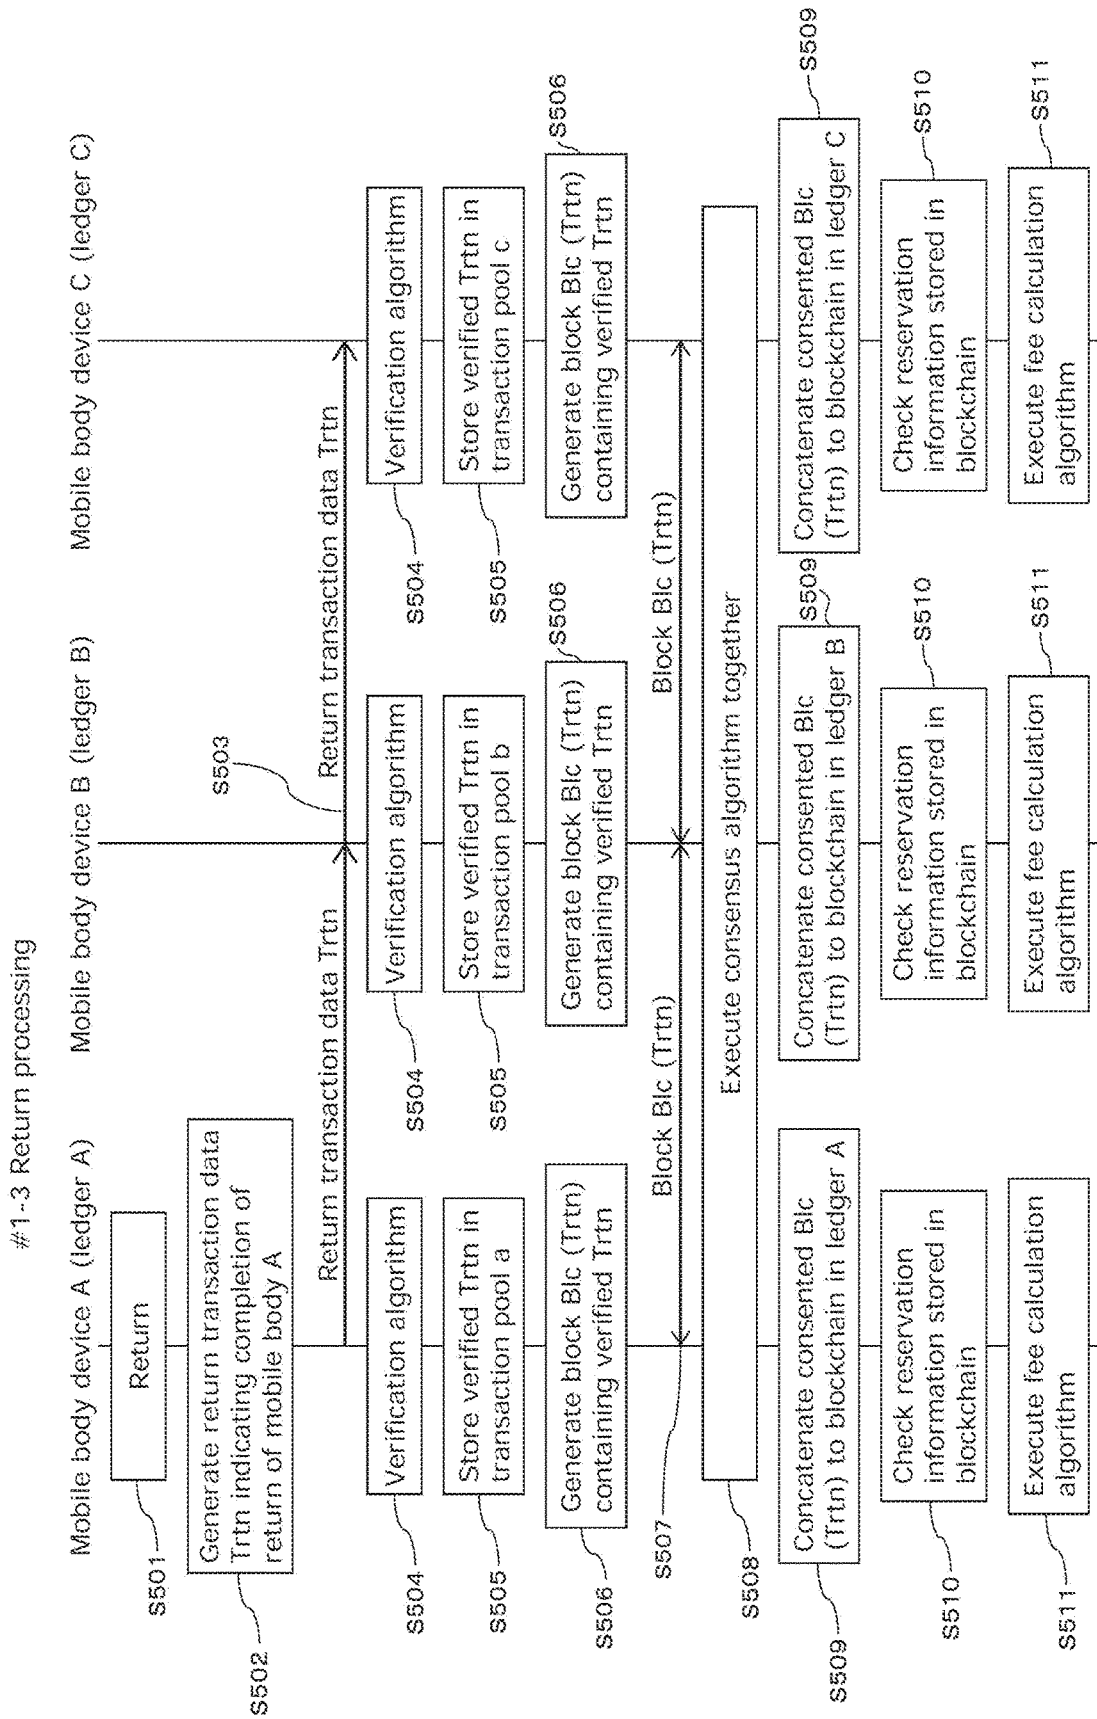 #1-3 Return processing
Mobile body device A (ledger A)
Mobile body device B (ledger B)
Mobile body device C (ledger C)
Return
S501
Generate return transaction data
Trtn indicating completion of
return of mobile body A
S502
Return transaction data Trtn
S503
Return transaction data Trtn
Verification algorithm
S504
Verification algorithm
S504
Verification algorithm
S504
Store verified Trtn in
transaction pool a
S505
Store verified Trtn in
transaction pool b
S505
Store verified Trtn in
transaction pool c
S505
Generate block Blc (Trtn)
containing verified Trtn
S506
Generate block Blc (Trtn)
containing verified Trtn
S506
Generate block Blc (Trtn)
containing verified Trtn
S506
S507
Block Blc (Trtn)
Block Blc (Trtn)
Execute consensus algorithm together
S508
Concatenate consented Blc
(Trtn) to blockchain in ledger A
S509
Concatenate consented Blc
(Trtn) to blockchain in ledger B
S509
Concatenate consented Blc
(Trtn) to blockchain in ledger C
S509
Check reservation
information stored in
blockchain
S510
Check reservation
information stored in
blockchain
S510
Check reservation
information stored in
blockchain
S510
Execute fee calculation
algorithm
S511
Execute fee calculation
algorithm
S511
Execute fee calculation
algorithm
S511